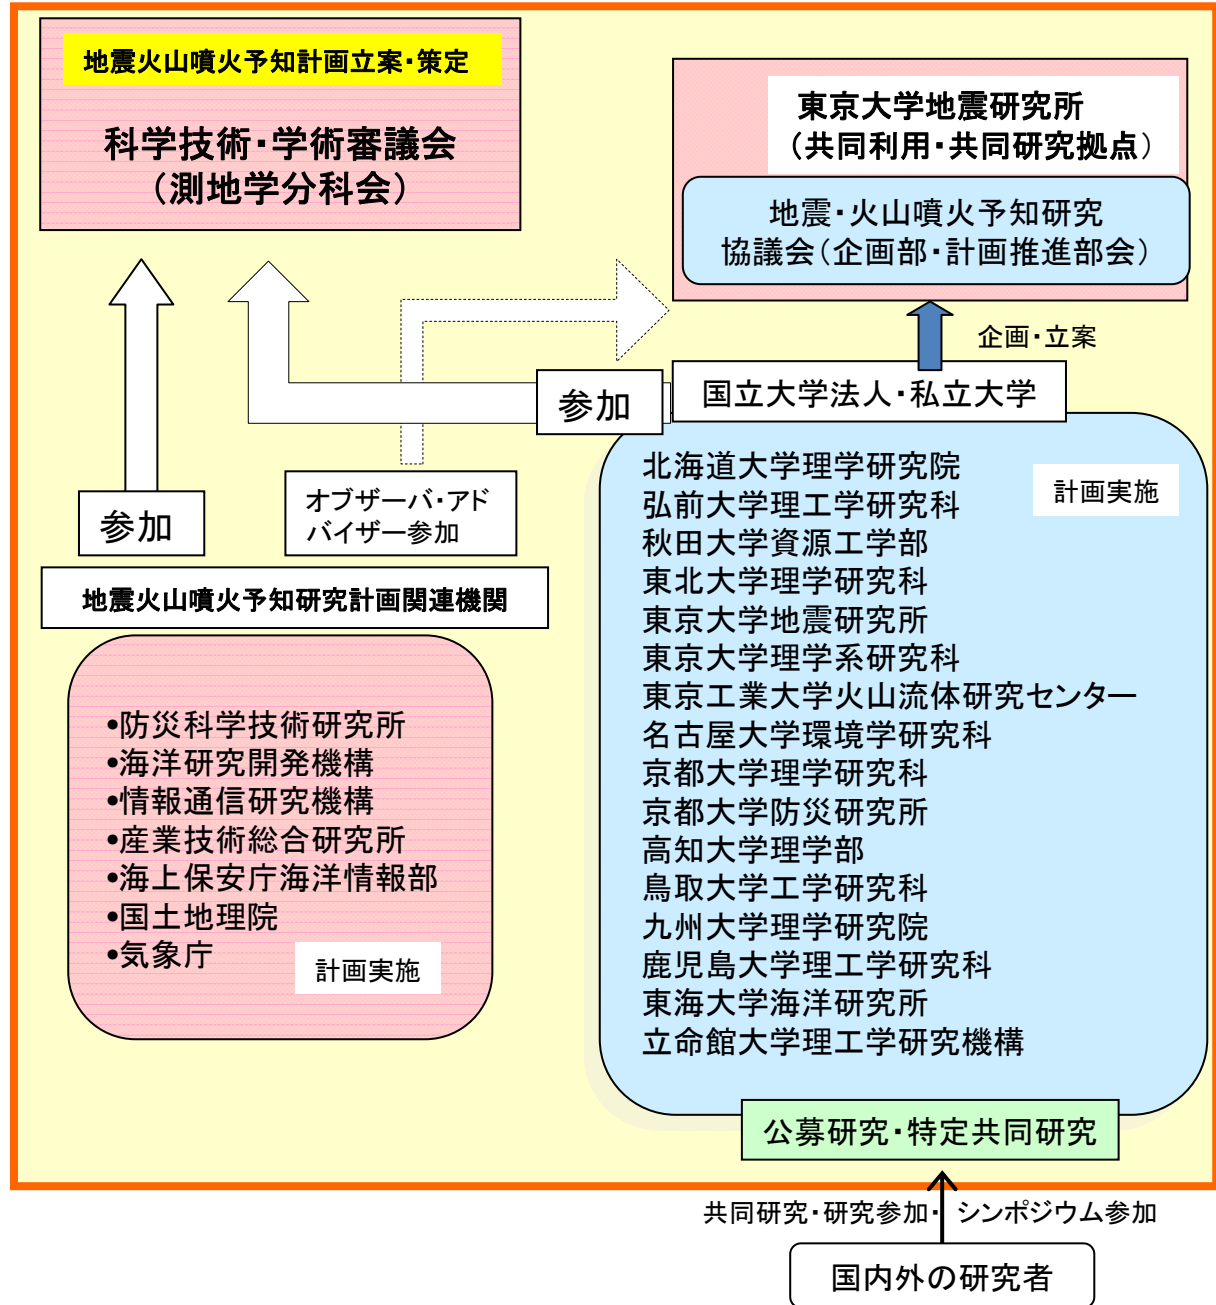 地震火山噴火予知計画立案・策定
科学技術・学術審議会
（測地学分科会）
東京大学地震研究所
（共同利用・共同研究拠点）
地震・火山噴火予知研究
協議会（企画部・計画推進部会）
企画・立案
国立大学法人・私立大学
参加
参加
オブザーバ・アド
バイザー参加
地震火山噴火予知研究計画関連機関
•防災科学技術研究所
•海洋研究開発機構
•情報通信研究機構
•産業技術総合研究所
•海上保安庁海洋情報部
•国土地理院
•気象庁
計画実施
計画実施
北海道大学理学研究院
弘前大学理工学研究科
秋田大学資源工学部
東北大学理学研究科
東京大学地震研究所
東京大学理学系研究科
東京工業大学火山流体研究センター
名古屋大学環境学研究科
京都大学理学研究科
京都大学防災研究所
高知大学理学部
鳥取大学工学研究科
九州大学理学研究院
鹿児島大学理工学研究科
東海大学海洋研究所
立命館大学理工学研究機構
公募研究・特定共同研究
共同研究・研究参加・ シンポジウム参加
国内外の研究者